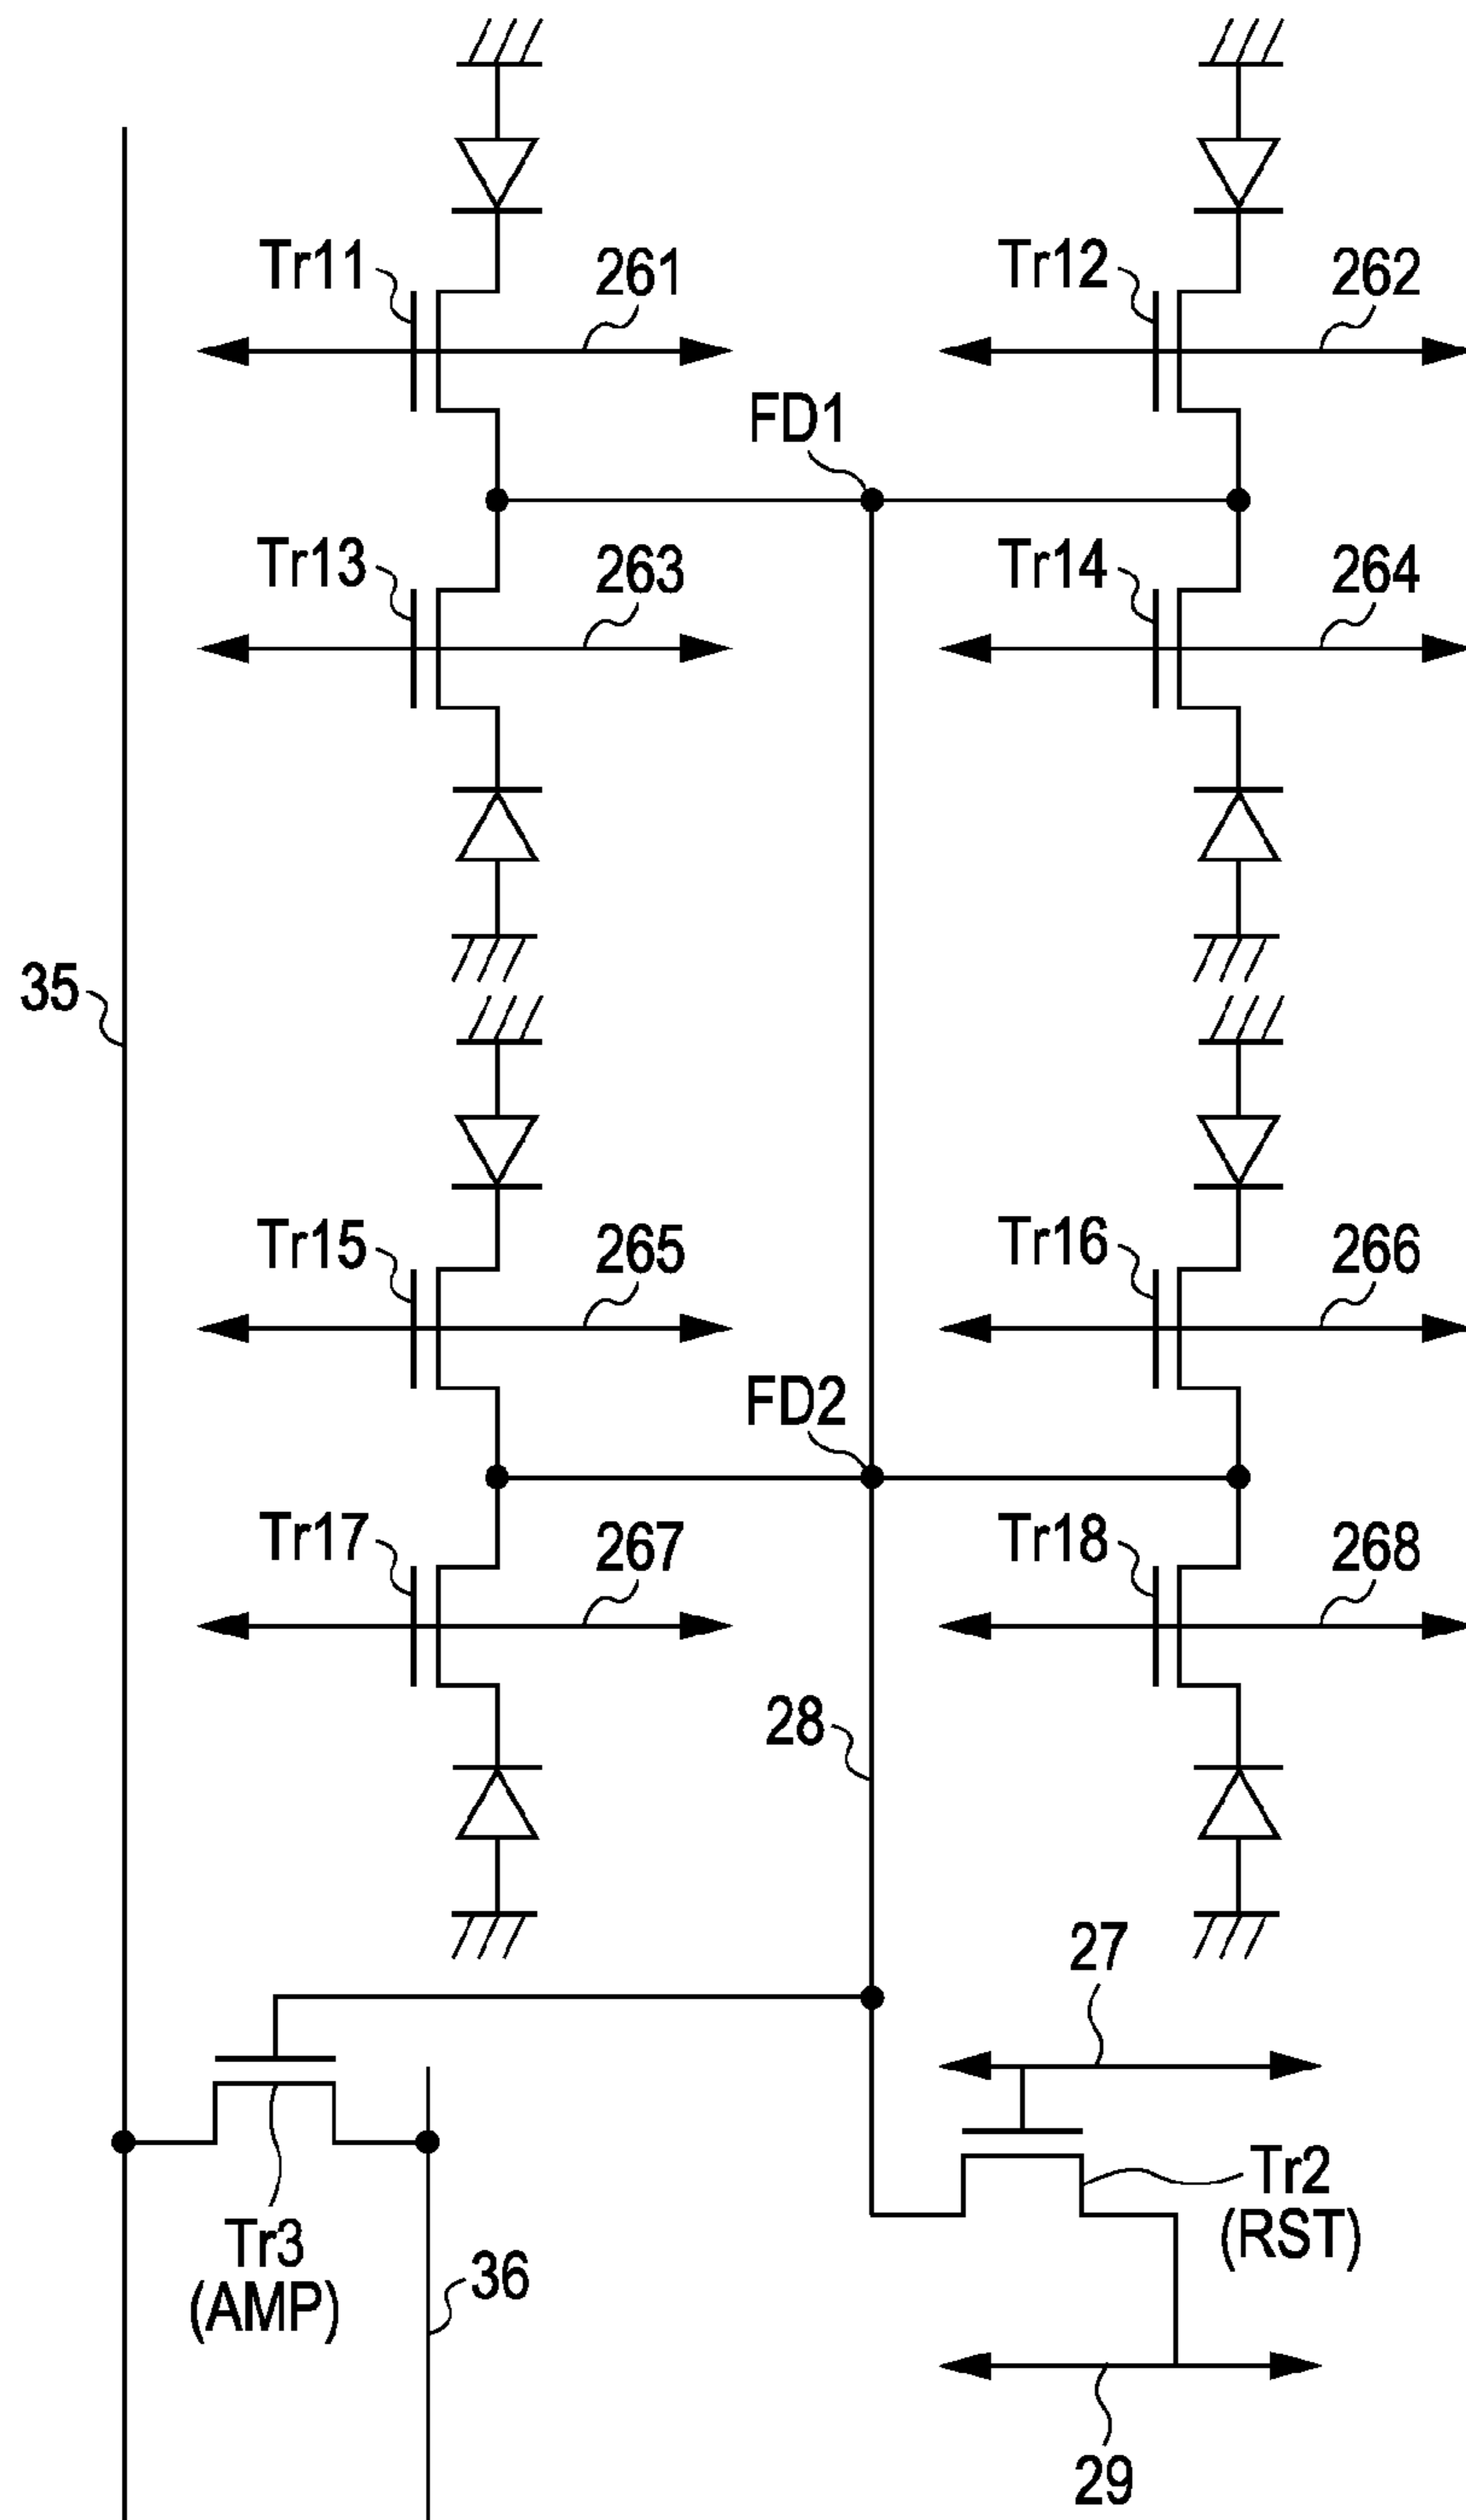 Tr11
261
Tr12
262
FD1
Tr13
263
Tr14
264
35
Tr15
265
Tr16
266
FD2
Tr17
267
Tr18
268
28
27
Tr2
(RST)
Tr3
(AMP)
36
29